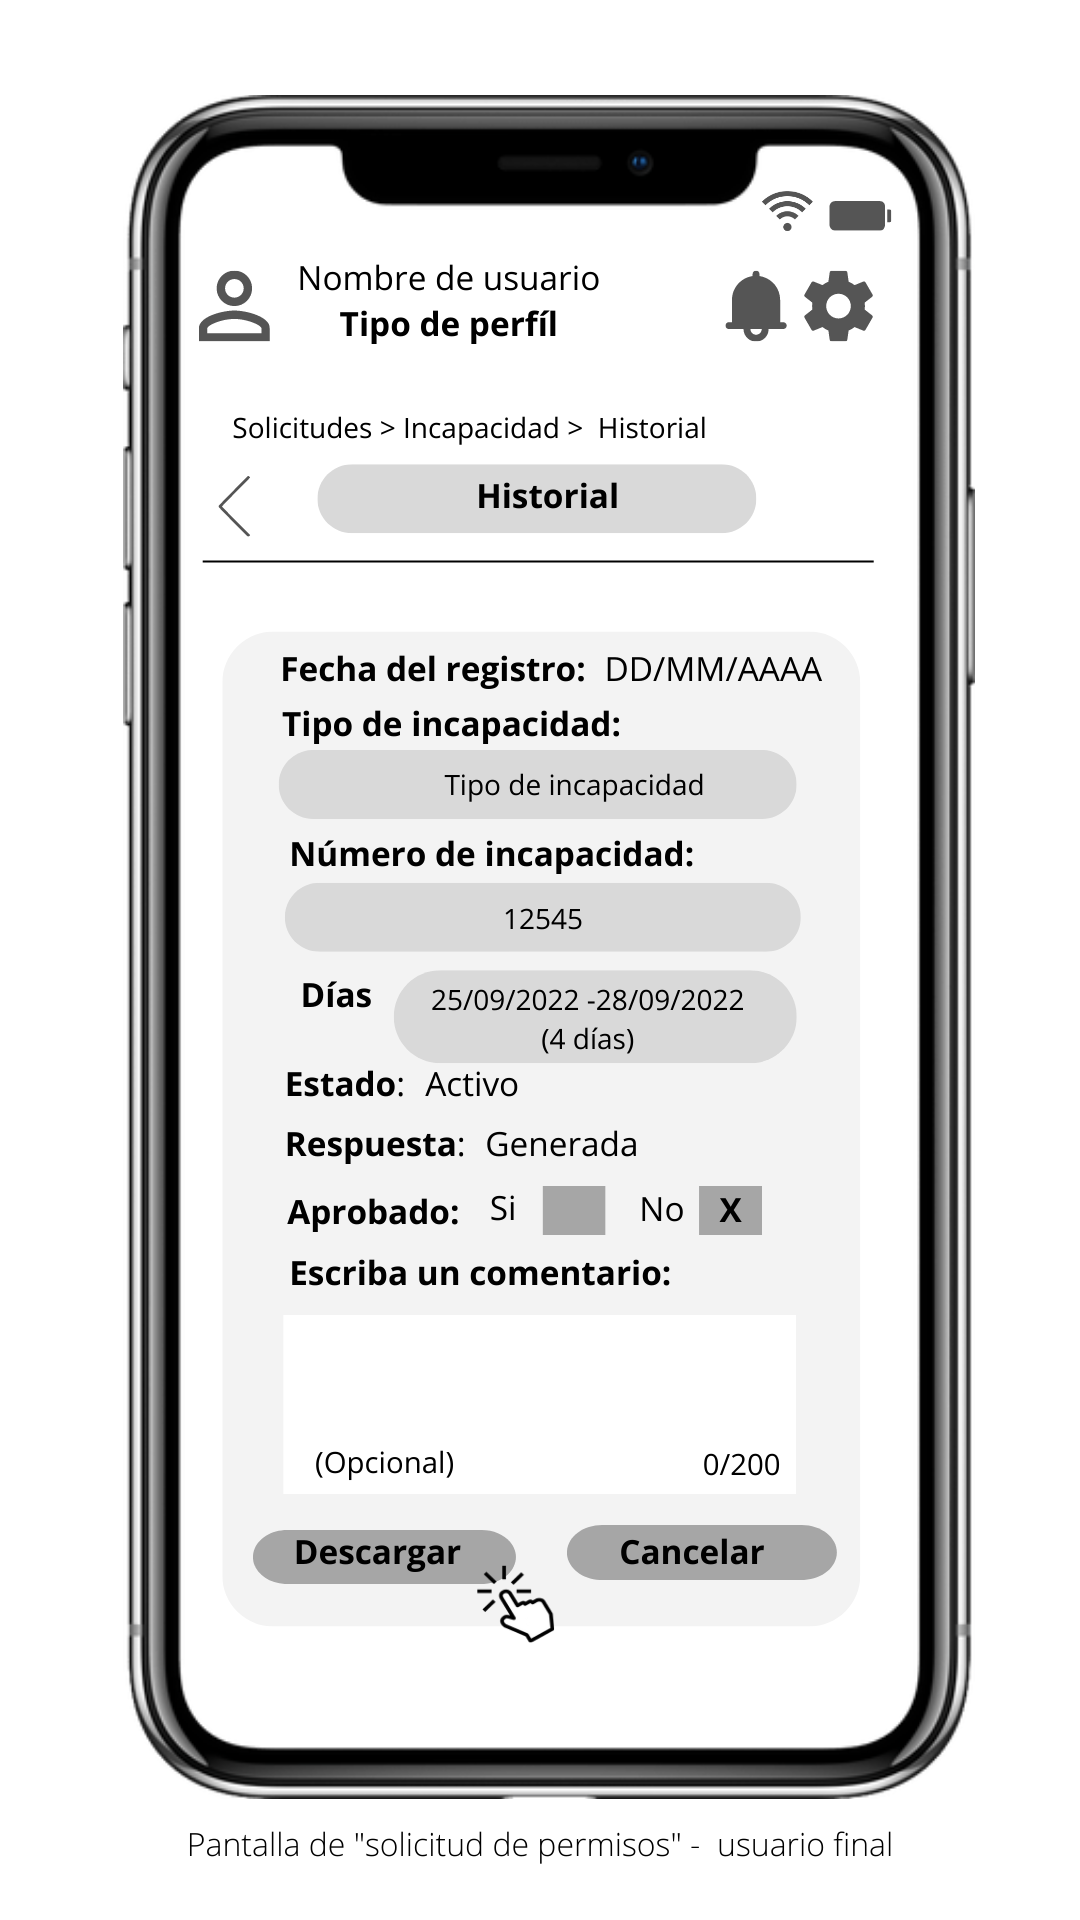 Nombre de usuario
Tipo de perfíl
Solicitudes > Incapacidad > Historial
Historial
Fecha del registro: DD/MM/AAAA
Tipo de incapacidad:
Tipo de incapacidad
Número de incapacidad:
12545
Días
25/09/2022 -28/09/2022
(4 días)
Estado: Activo
Respuesta: Generada
Aprobado: Si No X
Escriba un comentario:
(Opcional) 0/200
Descargar Cancelar
Pantalla de "solicitud de permisos" - usuario final